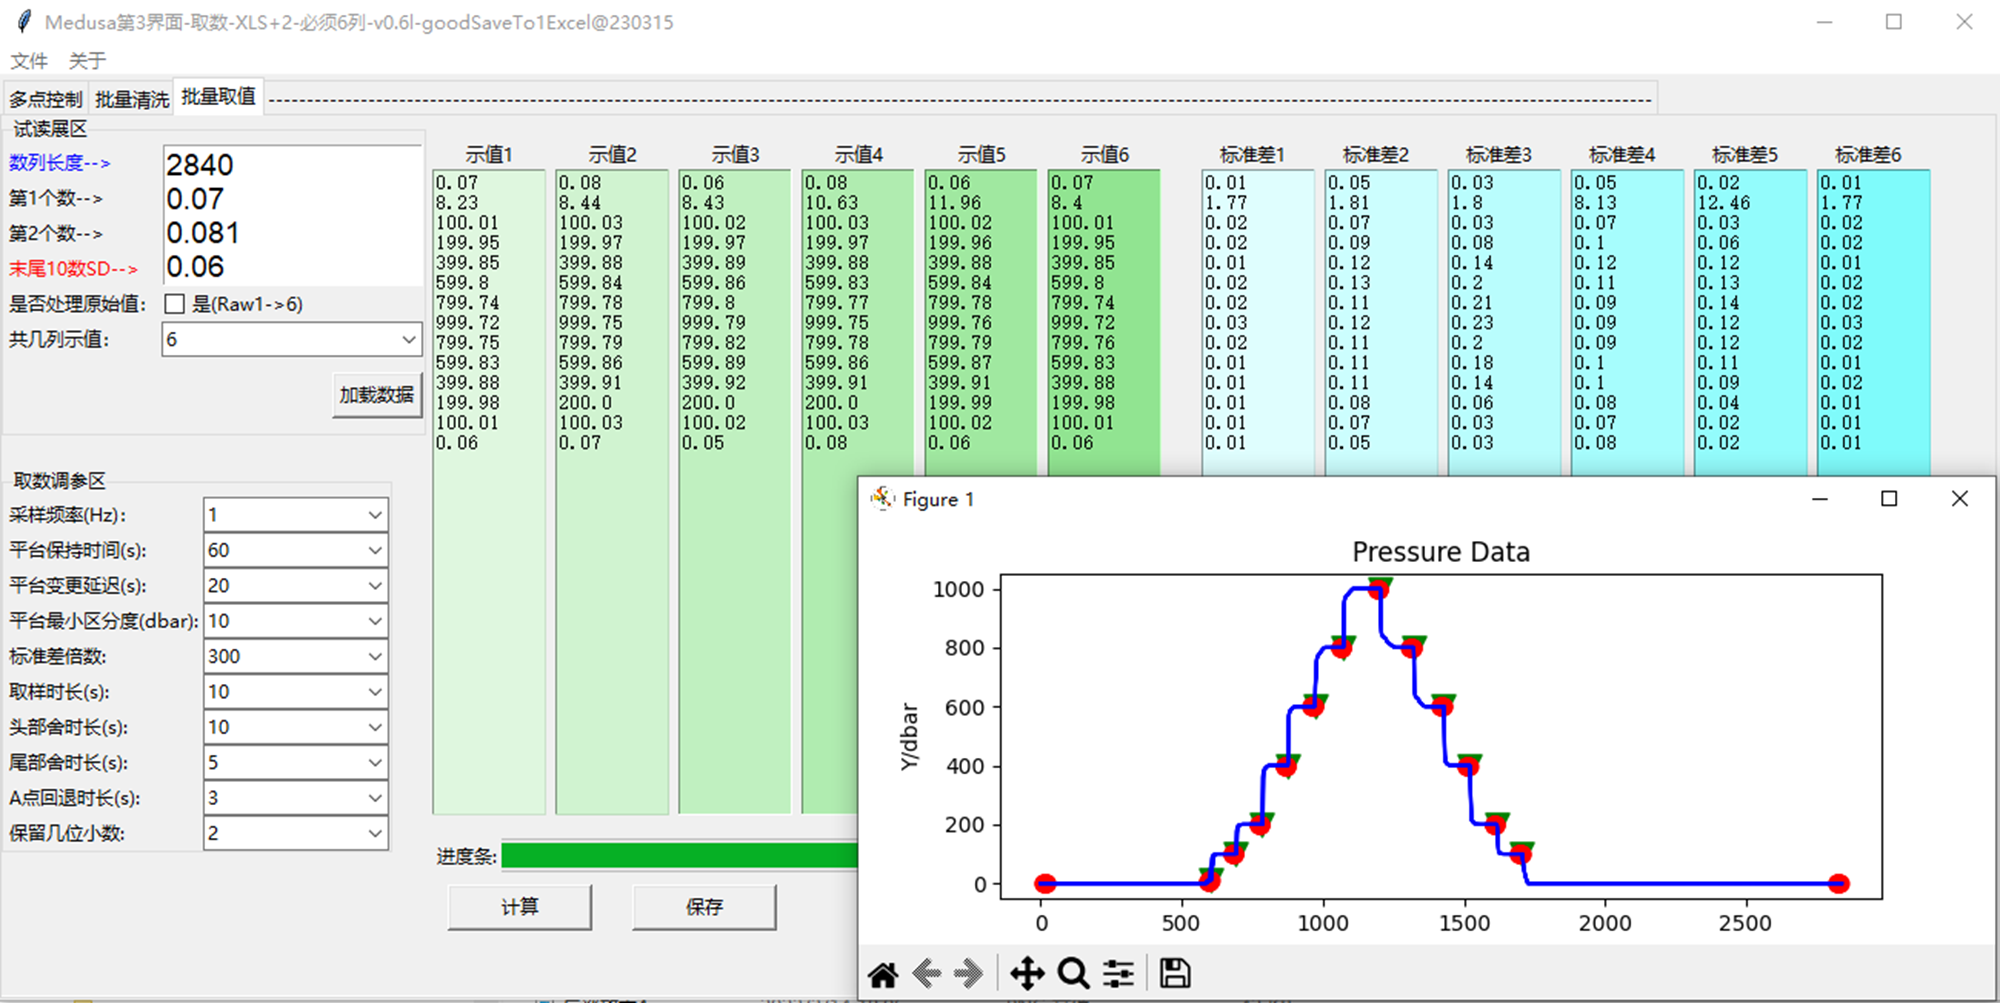 Medusa第3界面-取数-XLS+2-必须6列-v0.6l-goodSaveTo1Excel@230315
文件 关于
多点控制 批量清洗 批量取值 ----------
试读展区
数列长度--> 2840
第1个数--> 0.07
第2个数--> 0.081
末尾10数SD--> 0.06
是否处理原始值: 是(Raw1->6)
共几列示值: 6
加载数据
取数调参区
采样频率(Hz): 1
平台保持时间(s): 60
平台变更延迟(s): 20
平台最小区分度(dbar): 10
标准差倍数: 300
取样时长(s): 10
头部舍时长(s): 10
尾部舍时长(s): 5
A点回退时长(s): 3
保留几位小数: 2
示值1 示值2 示值3 示值4 示值5 示值6 标准差1 标准差2 标准差3 标准差4 标准差5 标准差6
0.07 0.08 0.06 0.08 0.06 0.07 0.01 0.05 0.03 0.05 0.02 0.01
8.23 8.44 8.43 10.63 11.96 8.4 1.77 1.81 1.8 8.13 12.46 1.77
100.01 100.03 100.02 100.03 100.02 100.01 0.02 0.07 0.03 0.07 0.03 0.02
199.95 199.97 199.97 199.97 199.96 199.95 0.02 0.09 0.08 0.1 0.06 0.02
399.85 399.88 399.89 399.88 399.88 399.85 0.01 0.12 0.14 0.12 0.12 0.01
599.8 599.84 599.86 599.83 599.84 599.8 0.02 0.13 0.2 0.11 0.13 0.02
799.74 799.78 799.8 799.77 799.78 799.74 0.02 0.11 0.21 0.09 0.14 0.02
999.72 999.75 999.79 999.75 999.76 999.72 0.03 0.12 0.23 0.09 0.12 0.03
799.75 799.79 799.82 799.78 799.79 799.76 0.02 0.11 0.2 0.09 0.12 0.02
599.83 599.86 599.89 599.86 599.87 599.83 0.01 0.11 0.18 0.1 0.11 0.01
399.88 399.91 399.92 399.91 399.91 399.88 0.01 0.11 0.14 0.1 0.09 0.02
199.98 200.0 200.0 200.0 199.99 199.98 0.01 0.08 0.06 0.08 0.04 0.01
100.01 100.03 100.02 100.03 100.02 100.01 0.01 0.07 0.03 0.07 0.02 0.01
0.06 0.07 0.05 0.08 0.06 0.06 0.01 0.05 0.03 0.08 0.02 0.01
进度条:
计算 保存
Figure 1
Pressure Data
Y/dbar
1000
800
600
400
200
0
0 500 1000 1500 2000 2500